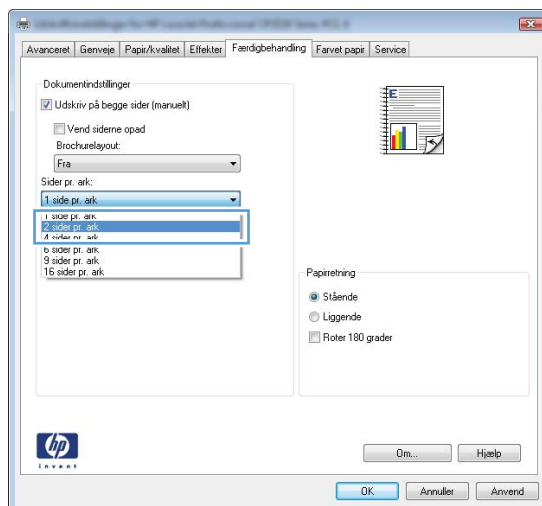 Avanceret Genveje Papir/kvalitet Effekter Færdigbehandling Farvet papir Service
Dokumentindstillinger
Udskriv på begge sider (manuelt)
Vend siderne opad
Brochurelayout:
Fra
Sider pr. ark:
1 side pr. ark
1 side pr. ark
2 sider pr. ark
4 sider pr. ark
6 sider pr. ark
9 sider pr. ark
16 sider pr. ark
Papirretning
Stående
Liggende
Roter 180 grader
E
hp
invent
Om... Hjælp
OK Annuller Anvend